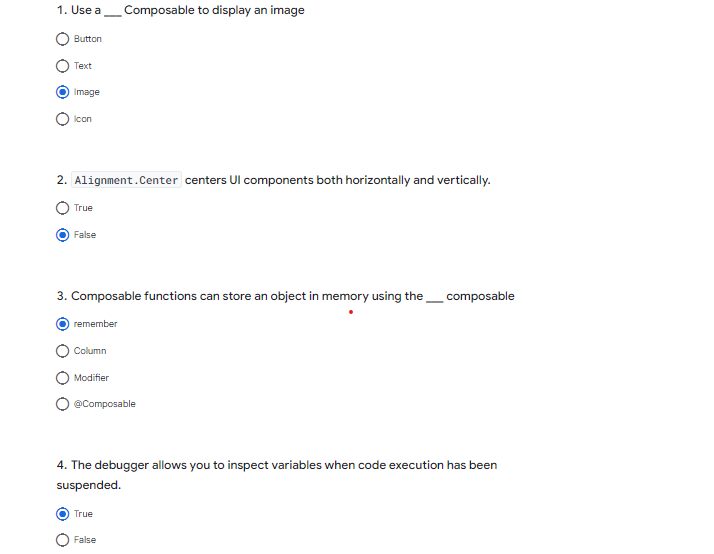 1. Use a ___ Composable to display an image
Button
Text
Image
Icon
2. Alignment.Center centers UI components both horizontally and vertically.
True
False
3. Composable functions can store an object in memory using the ___ composable
remember
Column
Modifier
@Composable
4. The debugger allows you to inspect variables when code execution has been
suspended.
True
False